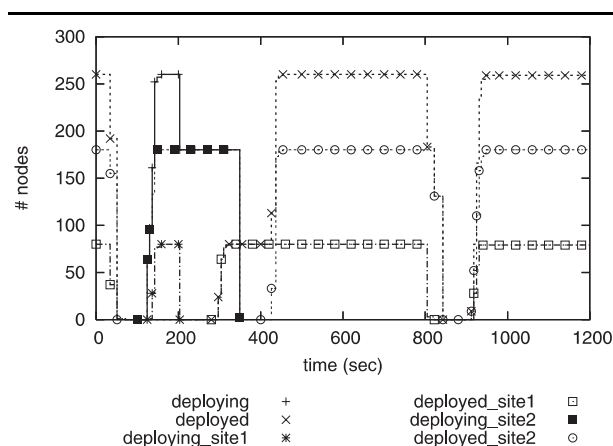 300
250
200
150
100
50
0
# nodes
0 200 400 600 800 1000 1200
time (sec)
deploying deployed_site1
deployed deploying_site2
deploying_site1 deployed_site2